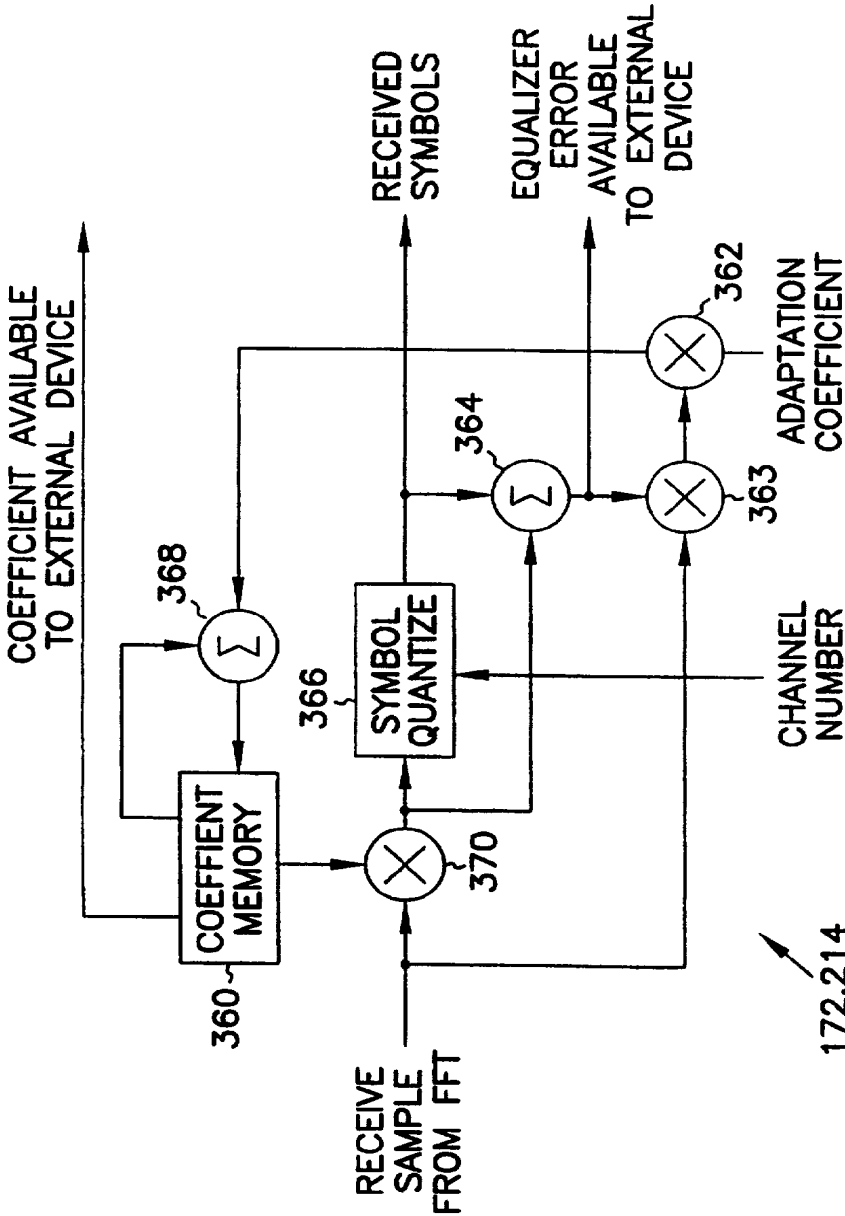 COEFFICIENT AVAILABLE
TO EXTERNAL DEVICE
368
COEFFIENT
MEMORY
360
366
SYMBOL
QUANTIZE
RECEIVED
SYMBOLS
370
RECEIVE
SAMPLE
FROM FFT
364
Σ
Σ
EQUALIZER
ERROR
AVAILABLE
TO EXTERNAL
DEVICE
362
363
CHANNEL
NUMBER
ADAPTATION
COEFFICIENT
172,214